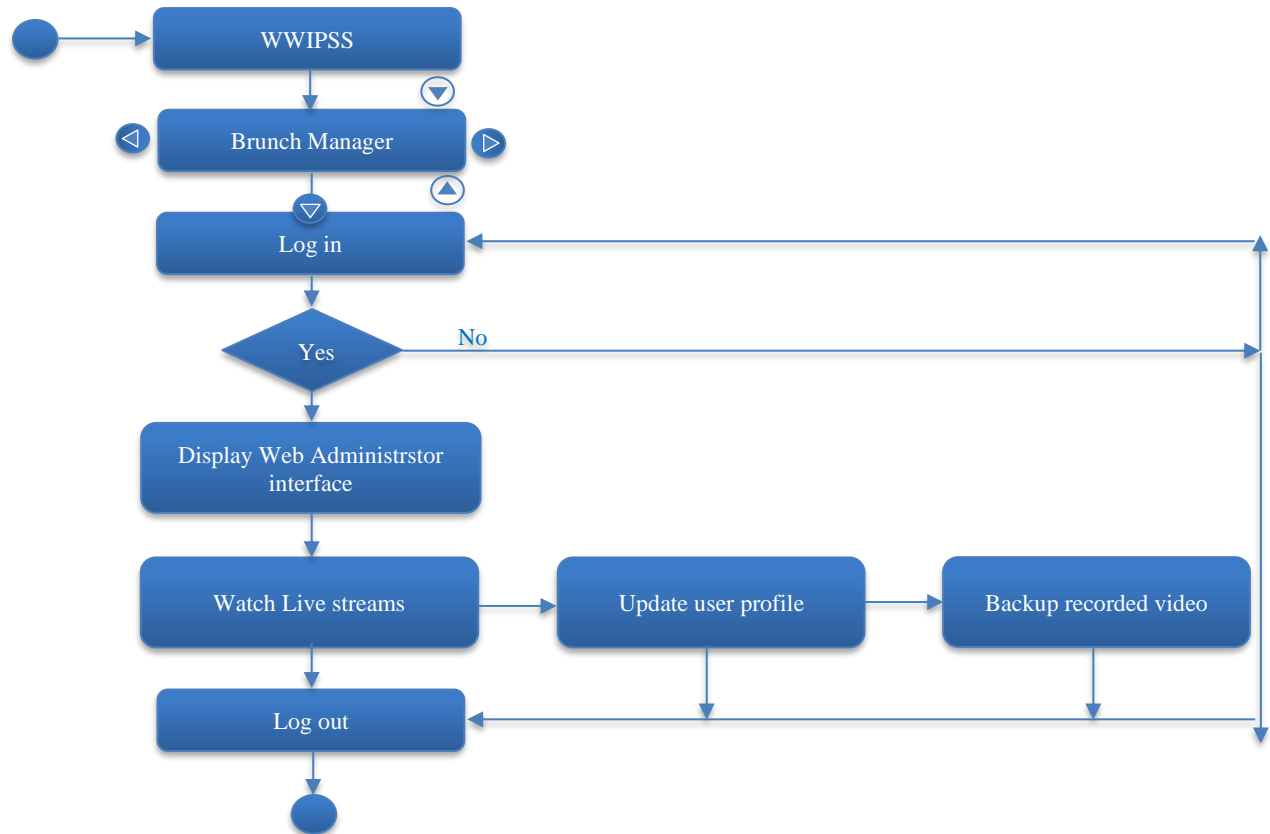 WWIPSS
Brunch Manager
Log in
Yes
No
Display Web Administrstor
interface
Watch Live streams
Update user profile
Backup recorded video
Log out